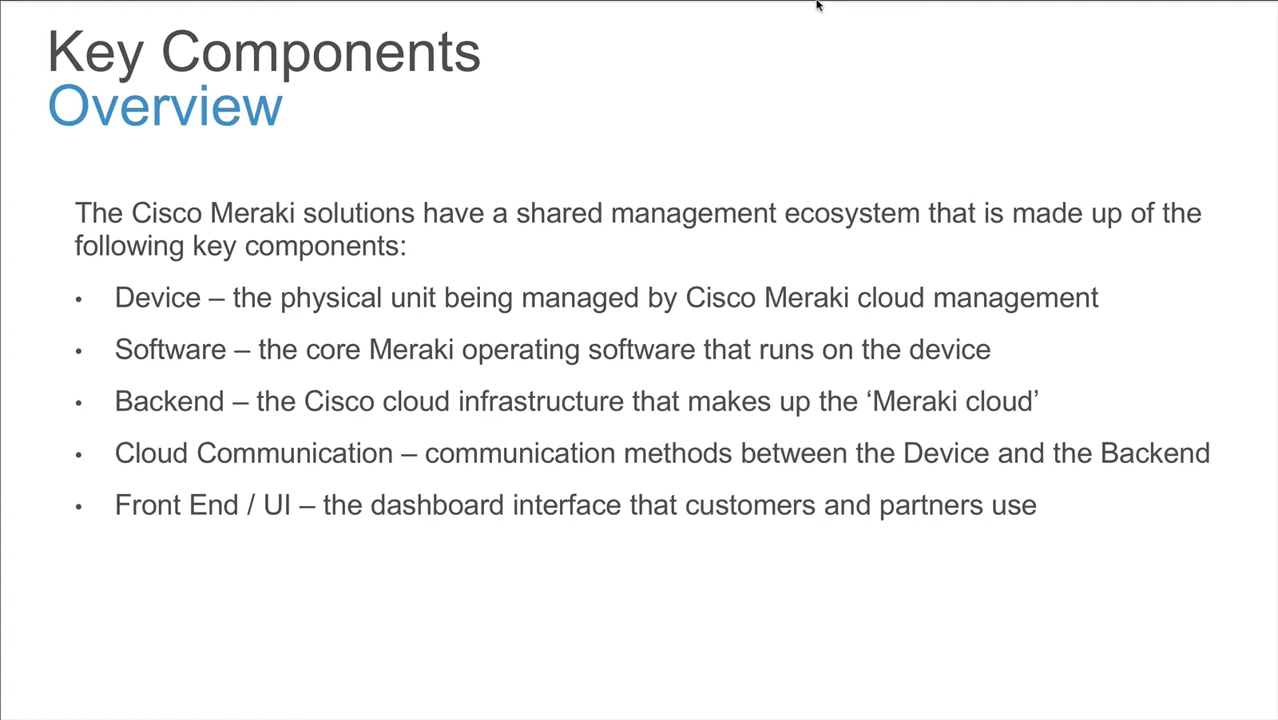 Key Components
Overview
The Cisco Meraki solutions have a shared management ecosystem that is made up of the
following key components:
• Device – the physical unit being managed by Cisco Meraki cloud management
• Software – the core Meraki operating software that runs on the device
• Backend – the Cisco cloud infrastructure that makes up the ‘Meraki cloud’
• Cloud Communication – communication methods between the Device and the Backend
• Front End / UI – the dashboard interface that customers and partners use